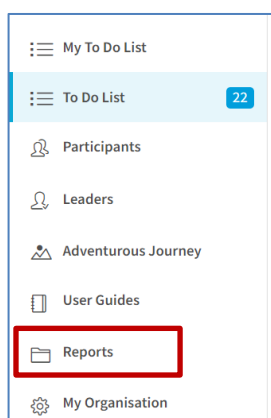 My To Do List
To Do List 22
Participants
Leaders
Adventurous Journey
User Guides
Reports
My Organisation